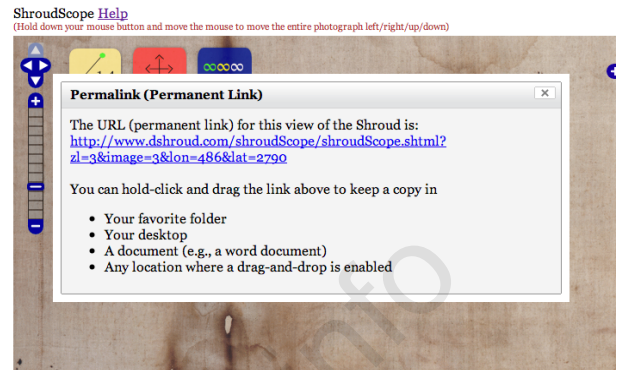 ShroudScope Help
(Hold down your mouse button and move the mouse to move the entire photograph left/right/up/down)
Permalink (Permanent Link)
The URL (permanent link) for this view of the Shroud is:
http://www.dshroud.com/shroudScope/shroudScope.shtml?
zl=3&image=3&lon=486&lat=2790
You can hold-click and drag the link above to keep a copy in
• Your favorite folder
• Your desktop
• A document (e.g., a word document)
• Any location where a drag-and-drop is enabled